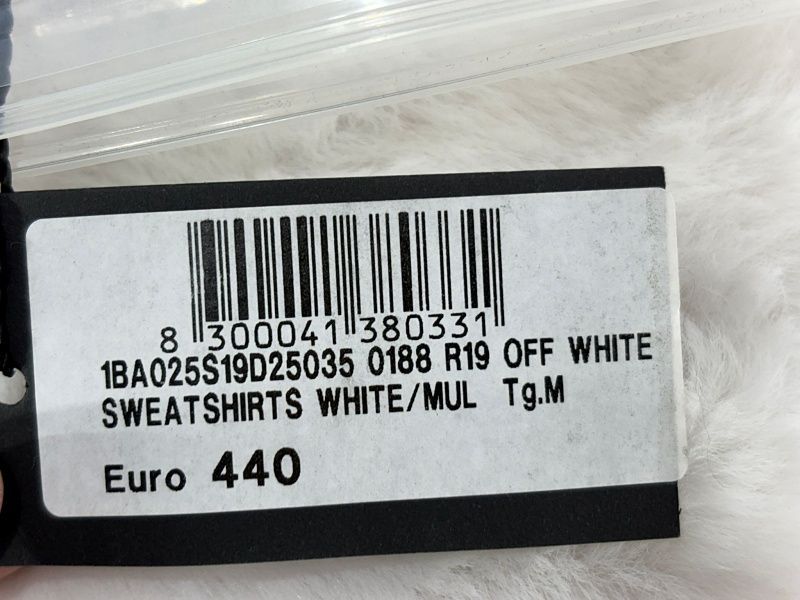 8 300041 380331
1BA025S19D25035 0188 R19 OFF WHITE
SWEATSHIRTS WHITE/MUL Tg.M
Euro 440